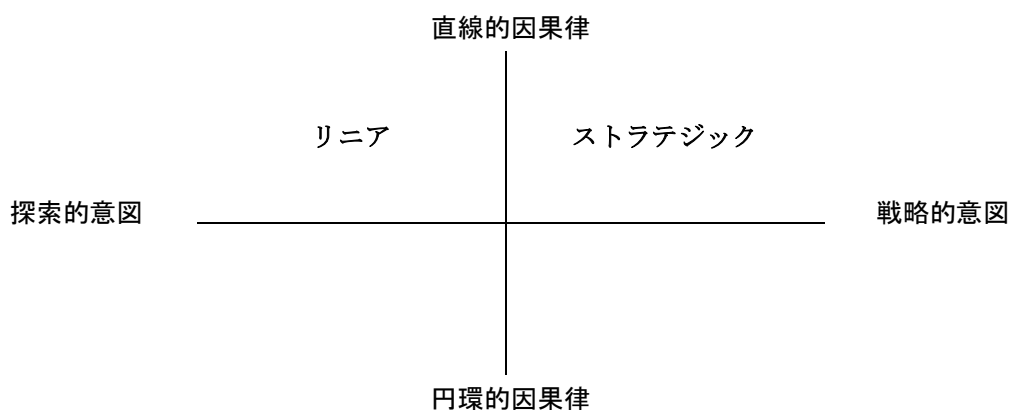 直線的因果律
リニア
ストラテジック
探索的意図
戦略的意図
円環的因果律